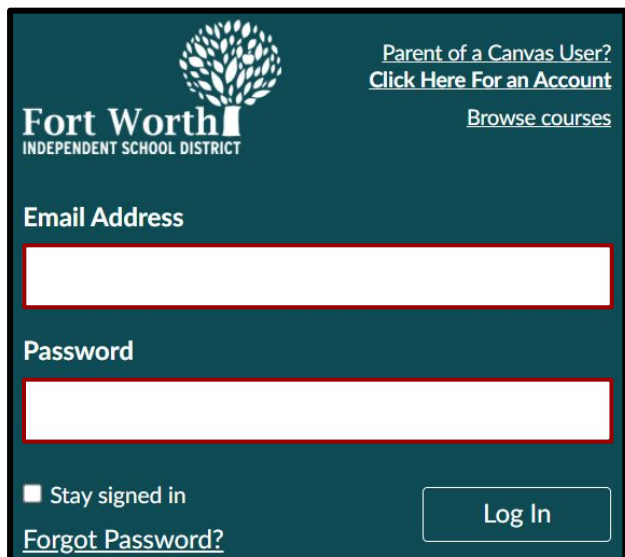 Fort Worth
INDEPENDENT SCHOOL DISTRICT
Parent of a Canvas User?
Click Here For an Account
Browse courses
Email Address
Password
Stay signed in
Forgot Password?
Log In